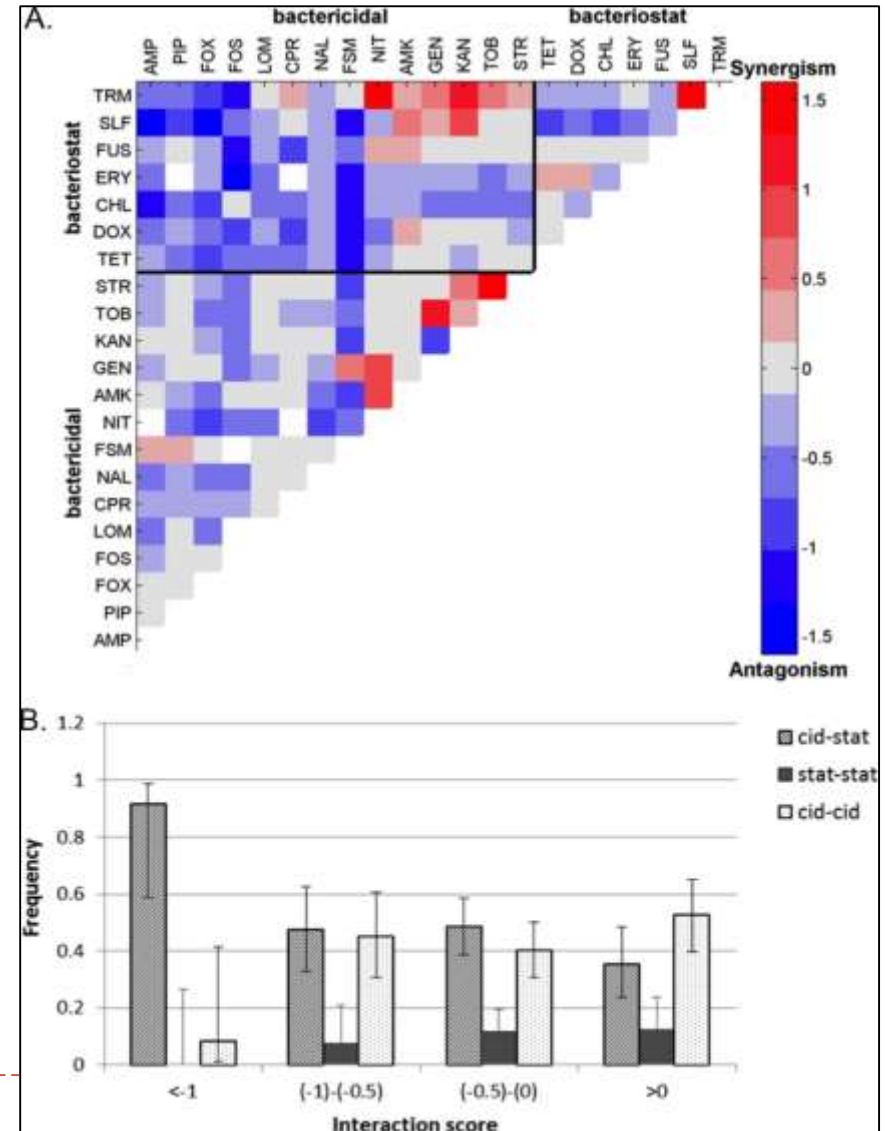 A.
bactericidal
bacteriostat
AMP PIP FOX FOS LOM CPR NAL FSM NIT AMK GEN KAN TOB STR TET DOX CHL ERY FUS SLF TRM
Synergism
bacteriostat
TRM
SLF
FUS
ERY
CHL
DOX
TET
bactericidal
STR
TOB
KAN
GEN
AMK
NIT
FSM
NAL
CPR
LOM
FOS
FOX
PIP
AMP
1.5
1
0.5
0
-0.5
-1
-1.5
Antagonism
B.
Frequency
1.2
1
0.8
0.6
0.4
0.2
0
<-1 (-1)-(-0.5) (-0.5)-(0) >0
Interaction score
cid-stat
stat-stat
cid-cid